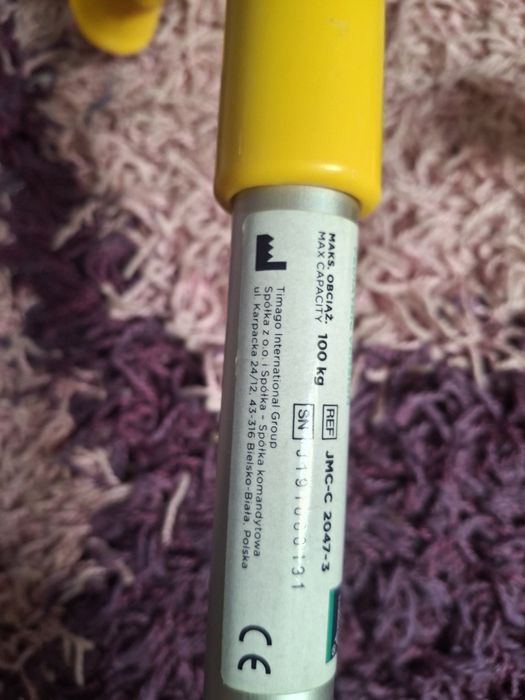 MAKS. OBCIĄŻ. 100 kg
MAX CAPACITY
REF JMC-C 2047-3
SN
Timago International Group
Spółka z o.o. i Spółka - Spółka komandytowa
ul. Karpacka 24/12, 43-316 Bielsko-Biała, Polska
CE